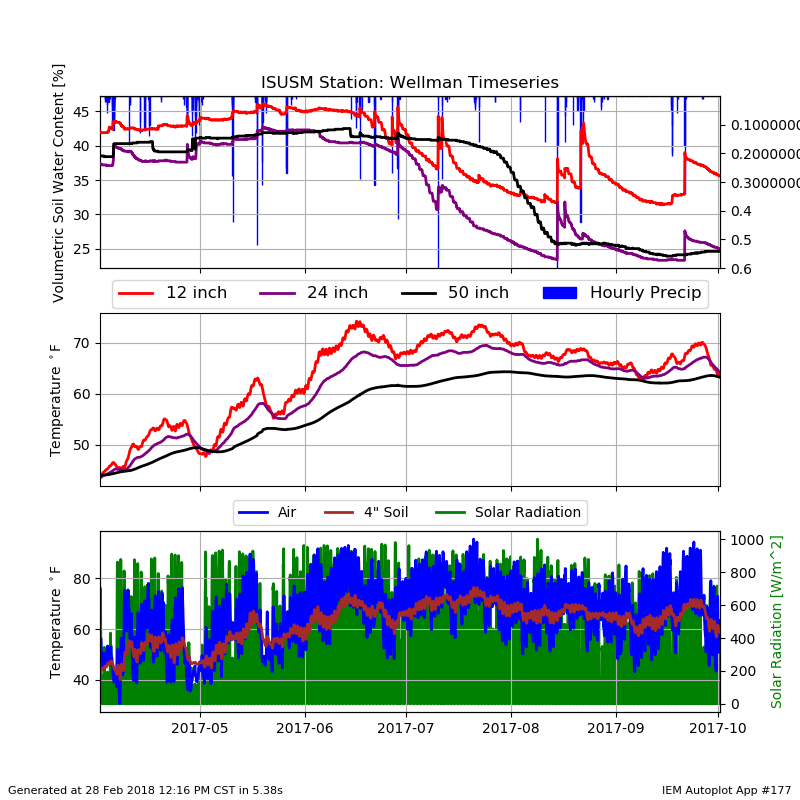 ISUSM Station: Wellman Timeseries
Volumetric Soil Water Content [%]
45
40
35
30
25
0.1000000
0.2000000
0.3000000
0.4
0.5
0.6
12 inch 24 inch 50 inch Hourly Precip
Temperature °F
70
60
50
Air 4" Soil Solar Radiation
Temperature °F
80
60
40
1000
800
600
400
200
0
Solar Radiation [W/m^2]
2017-05 2017-06 2017-07 2017-08 2017-09 2017-10
Generated at 28 Feb 2018 12:16 PM CST in 5.38s
IEM Autoplot App #177